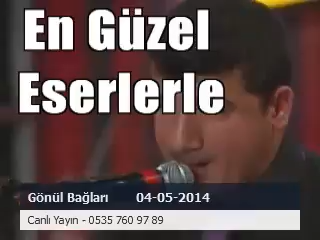 En Güzel
Eserlerle
Gönül Bağları 04-05-2014
Canlı Yayın - 0535 760 97 89